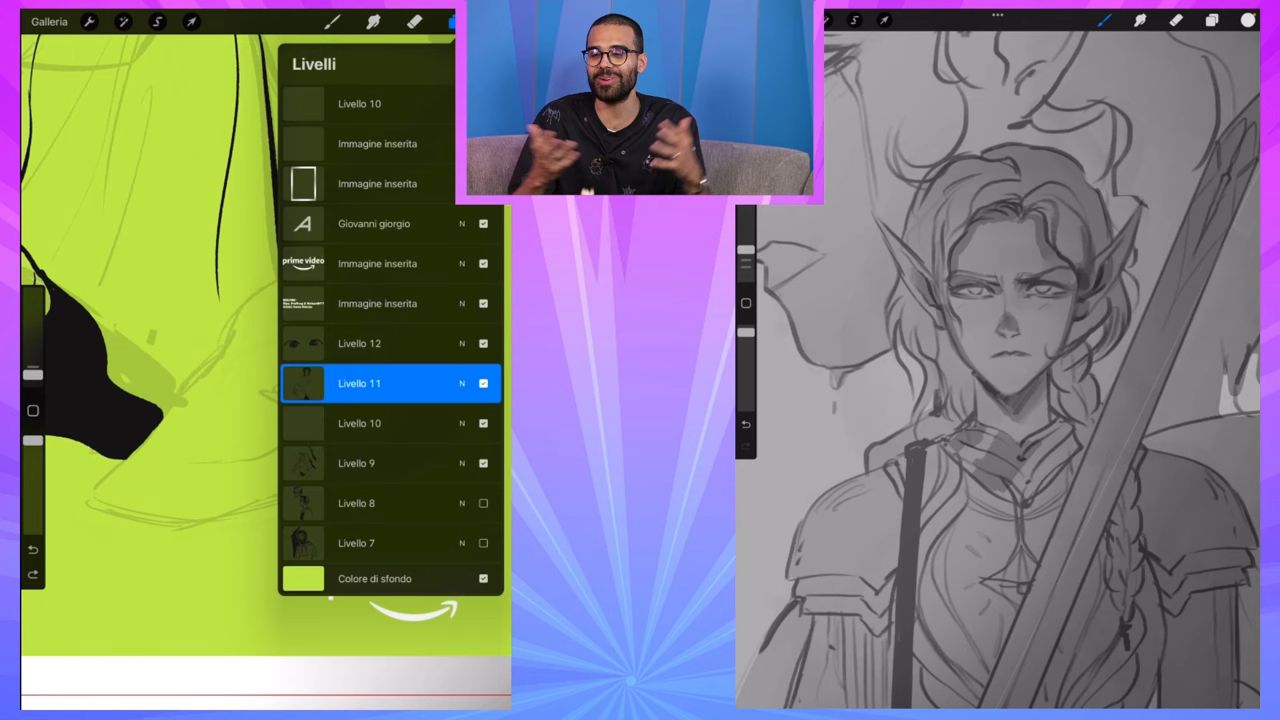 Galleria
Livelli
Livello 10
Immagine inserita
Immagine inserita
Giovanni giorgio N
prime video Immagine inserita N
Immagine inserita N
Livello 12 N
Livello 11 N
Livello 10 N
Livello 9 N
Livello 8 N
Livello 7 N
Colore di sfondo